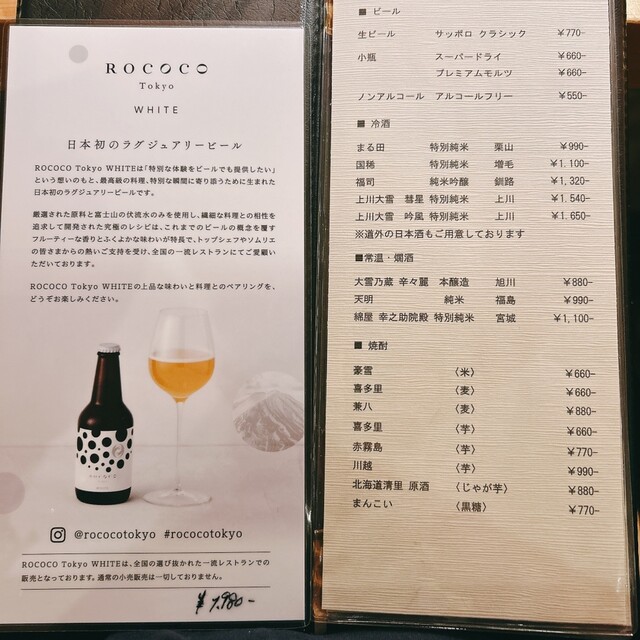 ROCOCO
Tokyo
WHITE
日本初のラグジュアリービール
ROCOCO Tokyo WHITEは「特別な体験をビールでも提供したい」
という想いのもと、最高級の料理、特別な瞬間に寄り添うために生まれた
日本初のラグジュアリービールです。
厳選された原料と富士山の伏流水のみを使用し、繊細な料理との相性を
追求して開発された究極のレシピは、これまでのビールの概念を覆す
フルーティーな香りとふくよかな味わいが特長で、トップシェフやソムリエ
の皆さまからの熱いご支持を受け、全国の一流レストランにてご愛顧い
ただいております。
ROCOCO Tokyo WHITEの上品な味わいと料理とのペアリングを、
どうぞお楽しみください。
@rococotokyo #rococotokyo
ROCOCO Tokyo WHITEは、全国の選び抜かれた一流レストランでの
販売となっております。通常の小売販売は一切しておりません。
¥1,980-
■ ビール
生ビール サッポロ クラシック ¥770-
小瓶 スーパードライ ¥660-
プレミアムモルツ ¥660-
ノンアルコール アルコールフリー ¥550-
■ 冷酒
まる田 特別純米 栗山 ¥990-
国稀 特別純米 増毛 ¥1,100-
福司 純米吟醸 釧路 ¥1,320-
上川大雪 彗星 特別純米 上川 ¥1,540-
上川大雪 吟風 特別純米 上川 ¥1,650-
※道外の日本酒もご用意しております
■常温・燗酒
大雪乃蔵 辛々麗 本醸造 旭川 ¥880-
天明 純米 福島 ¥990-
綿屋 幸之助院殿 特別純米 宮城 ¥1,100-
■ 焼酎
豪雪 〈米〉 ¥660-
喜多里 〈麦〉 ¥660-
兼八 〈麦〉 ¥880-
喜多里 〈芋〉 ¥660-
赤霧島 〈芋〉 ¥770-
川越 〈芋〉 ¥990-
北海道清里 原酒 〈じゃが芋〉 ¥880-
まんこい 〈黒糖〉 ¥770-